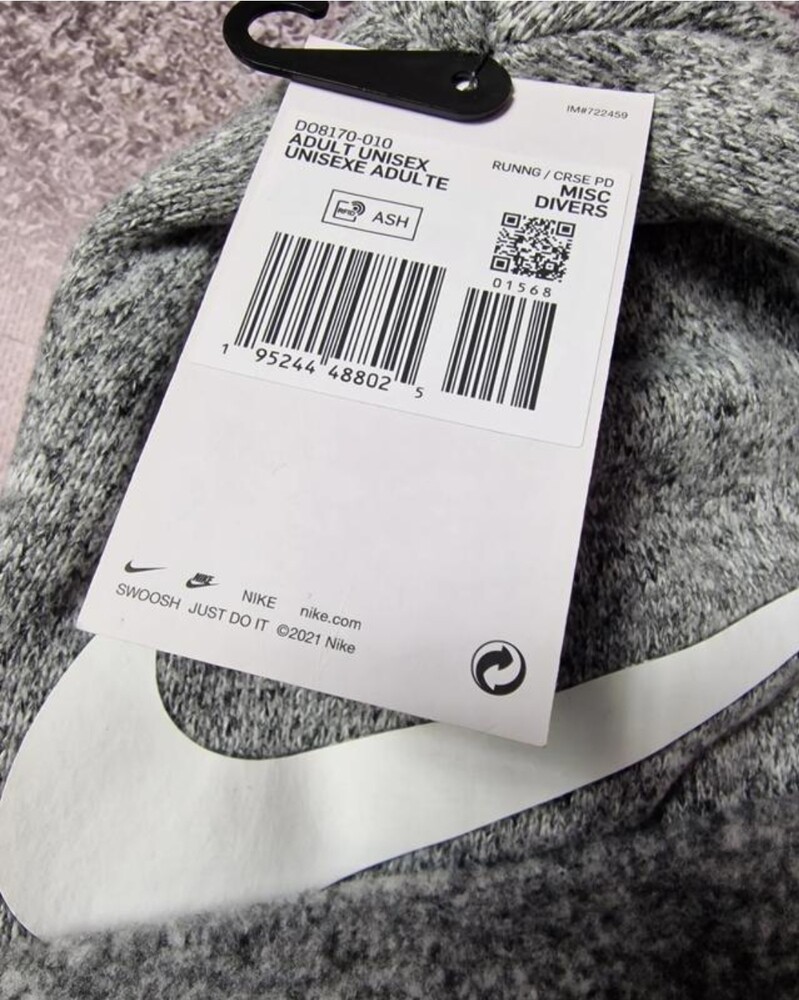 IM#722459
DO8170-010
ADULT UNISEX
UNISEXE ADULTE
RUNNG / CRSE PD
MISC
DIVERS
RFID ASH
01568
1 95244 48802 5
NIKE nike.com
SWOOSH JUST DO IT ©2021 Nike